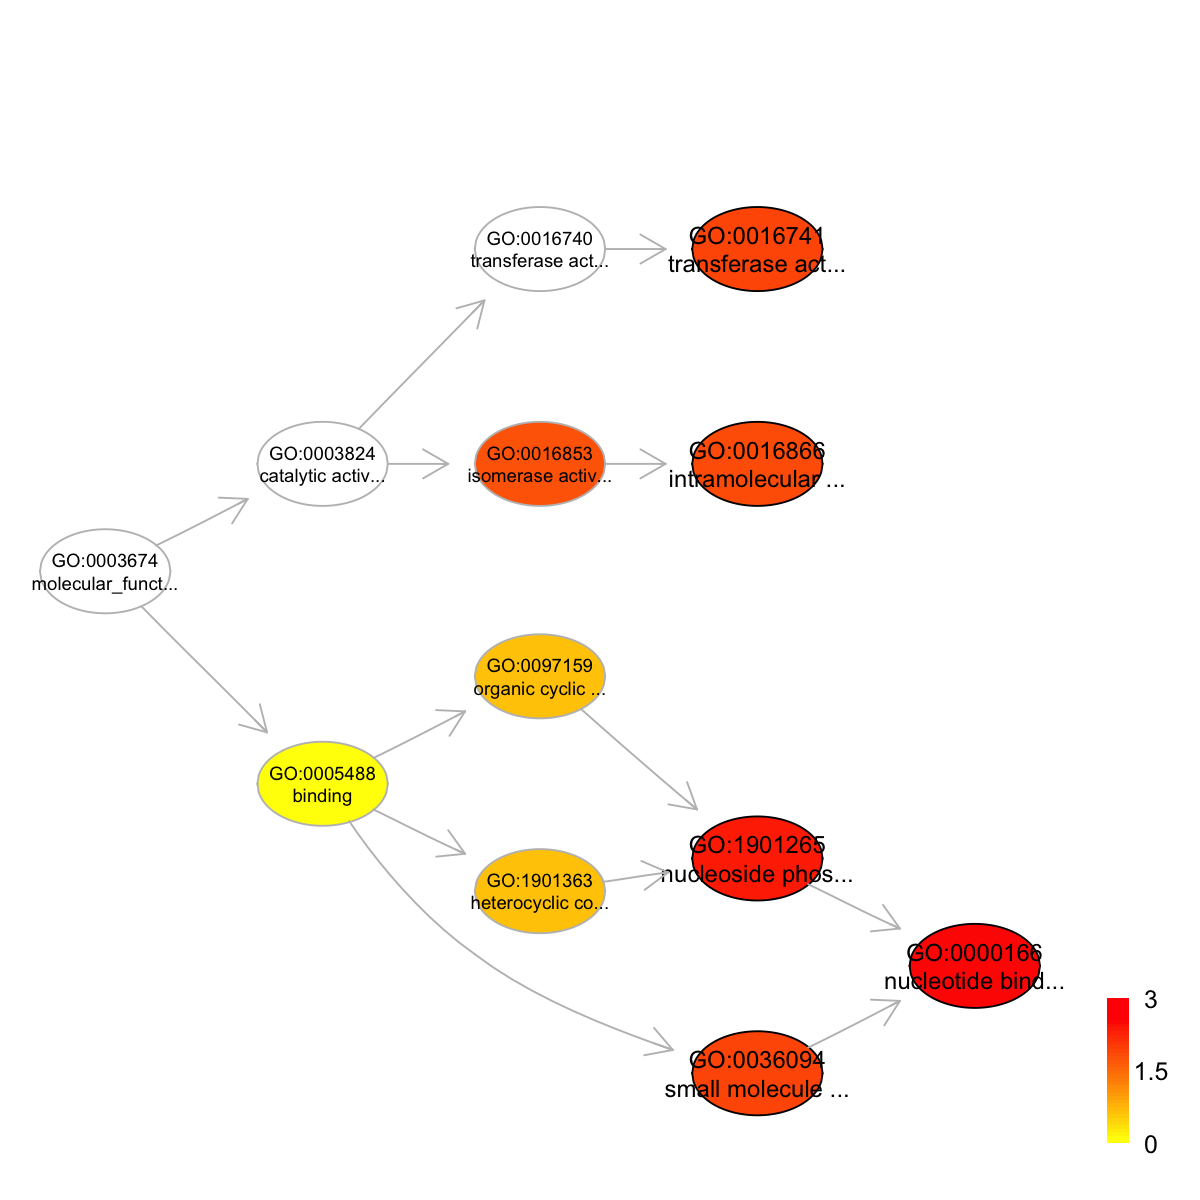 GO:0016740
transferase act...
GO:0016741
transferase act...
GO:0003824
catalytic activ...
GO:0016853
isomerase activ...
GO:0016866
intramolecular ...
GO:0003674
molecular_funct...
GO:0097159
organic cyclic ...
GO:0005488
binding
GO:1901265
nucleoside phos...
GO:1901363
heterocyclic co...
GO:0000166
nucleotide bind...
GO:0036094
small molecule ...
3
1.5
0